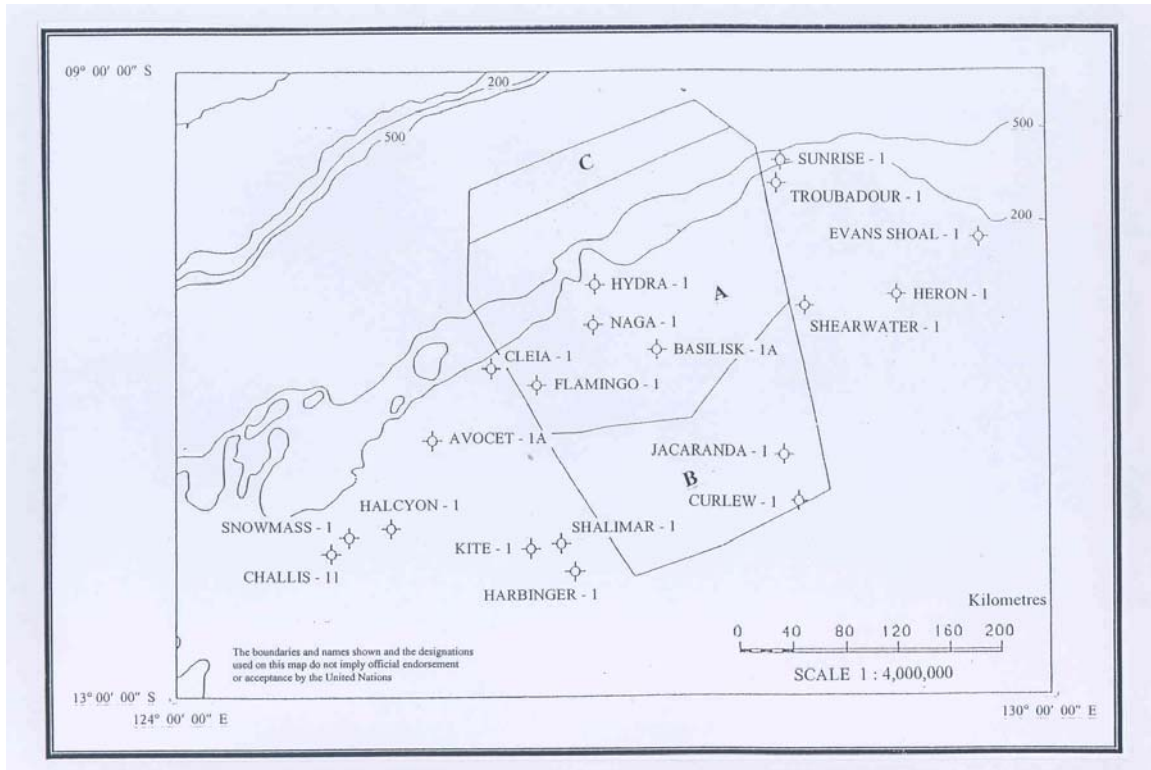 09° 00' 00" S
200
500
C
500
SUNRISE - 1
TROUBADOUR - 1
200
EVANS SHOAL - 1
HYDRA - 1
A
HERON - 1
NAGA - 1
SHEARWATER - 1
BASILISK - 1A
CLEIA - 1
FLAMINGO - 1
AVOCET - 1A
JACARANDA - 1
B
CURLEW - 1
HALCYON - 1
SNOWMASS - 1
SHALIMAR - 1
KITE - 1
CHALLIS - 11
HARBINGER - 1
Kilometres
0 40 80 120 160 200
SCALE 1 : 4,000,000
The boundaries and names shown and the designations
used on this map do not imply official endorsement
or acceptance by the United Nations
13° 00' 00" S
124° 00' 00" E
130° 00' 00" E